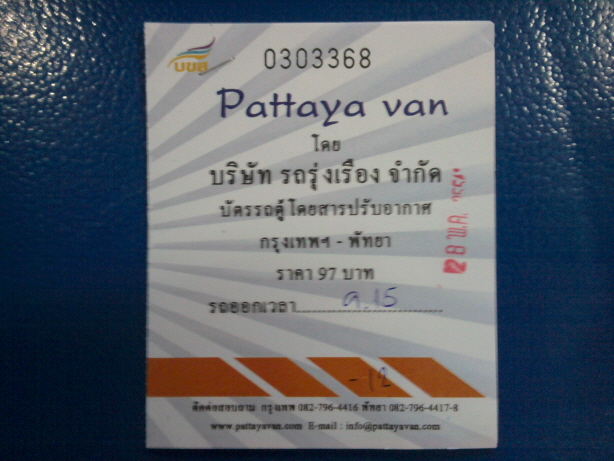 บขส
0303368
Pattaya van
โดย
บริษัท รถรุ่งเรือง จำกัด
บัตรรถตู้โดยสารปรับอากาศ
กรุงเทพฯ - พัทยา
ราคา 97 บาท
รถออกเวลา 9.15
-12
ติดต่อสอบถาม กรุงเทพ 082-796-4416 พัทยา 082-796-4417-8
www.pattayavan.com E-mail : info@pattayavan.com